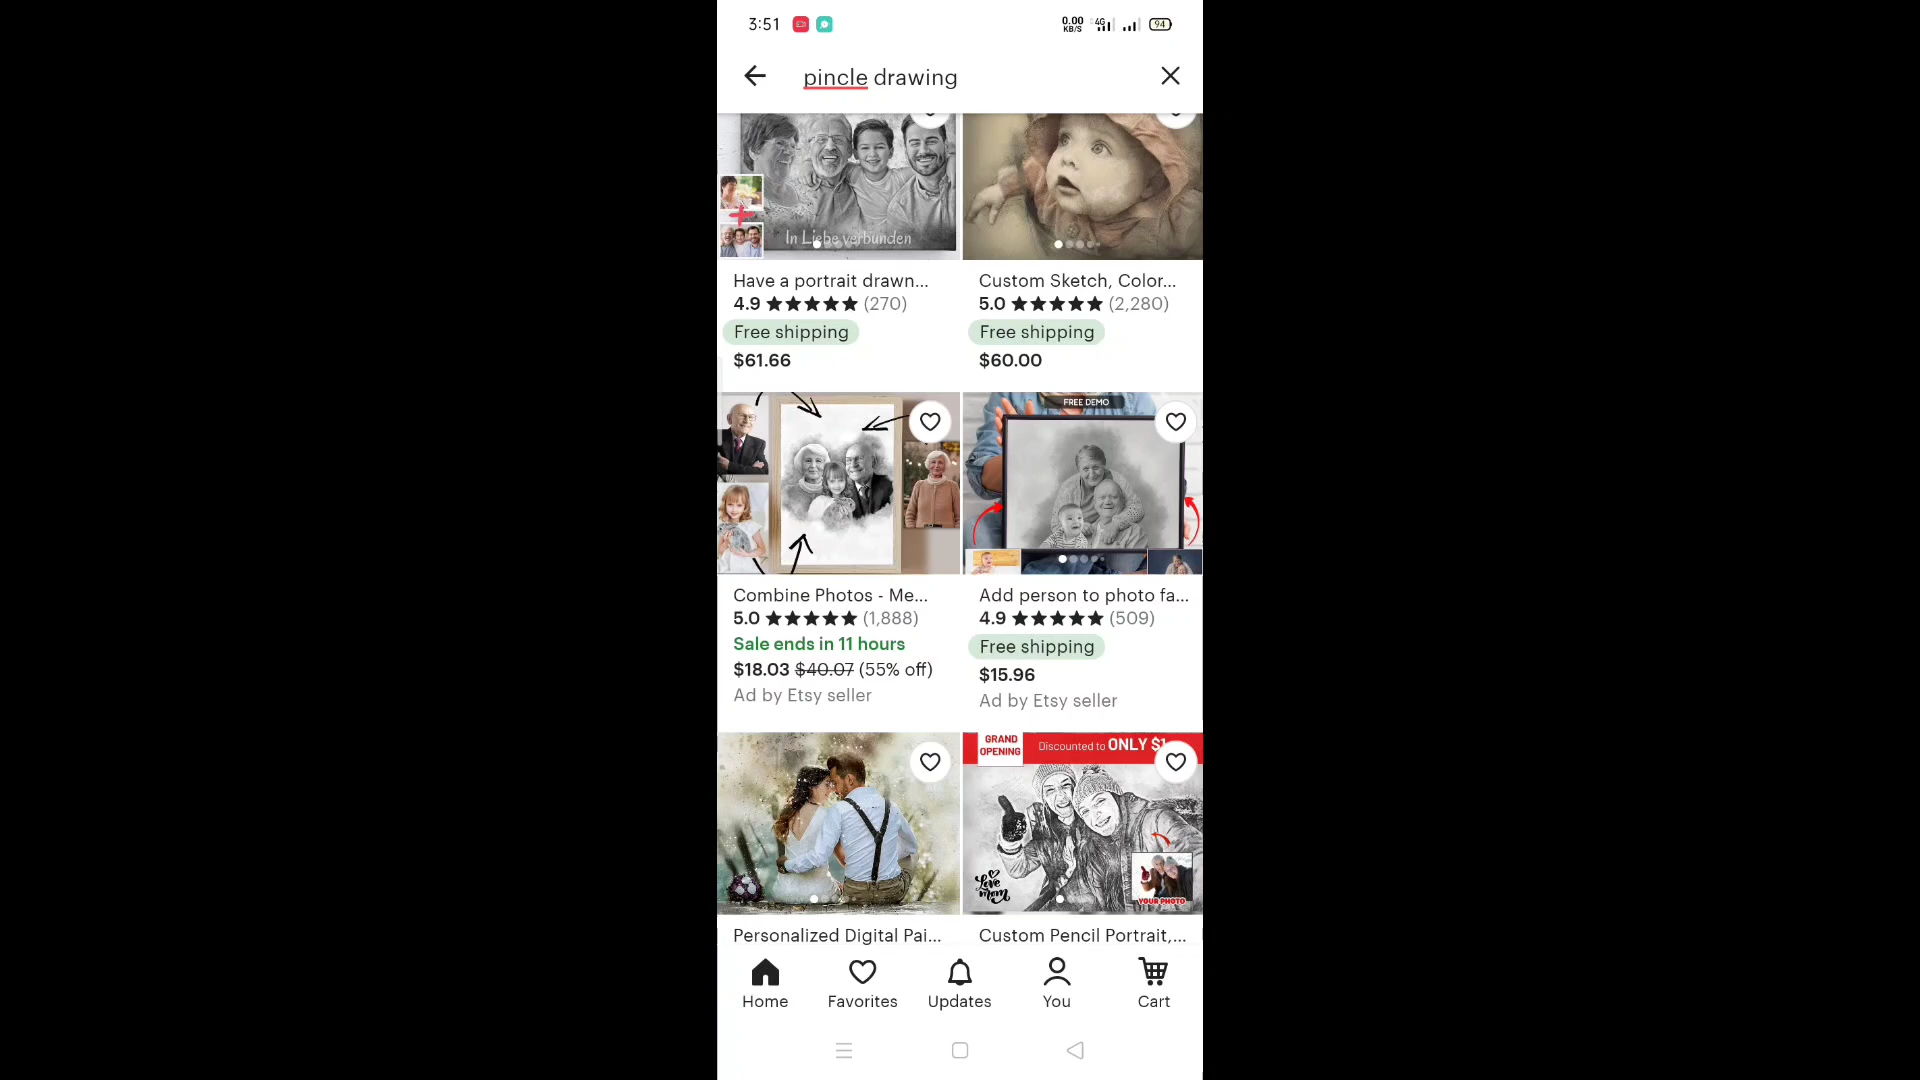 3:51
0.00 KB/S 4G 94
pincle drawing
In Liebe verbunden
Have a portrait drawn...
4.9 ★★★★★ (270)
Free shipping
$61.66
Custom Sketch, Color...
5.0 ★★★★★ (2,280)
Free shipping
$60.00
Combine Photos - Me...
5.0 ★★★★★ (1,888)
Sale ends in 11 hours
$18.03 $40.07 (55% off)
Ad by Etsy seller
FREE DEMO
Add person to photo fa...
4.9 ★★★★★ (509)
Free shipping
$15.96
Ad by Etsy seller
Personalized Digital Pai...
GRAND
OPENING
Discounted to ONLY $1
Love
mom
YOUR PHOTO
Custom Pencil Portrait,...
Home
Favorites
Updates
You
Cart